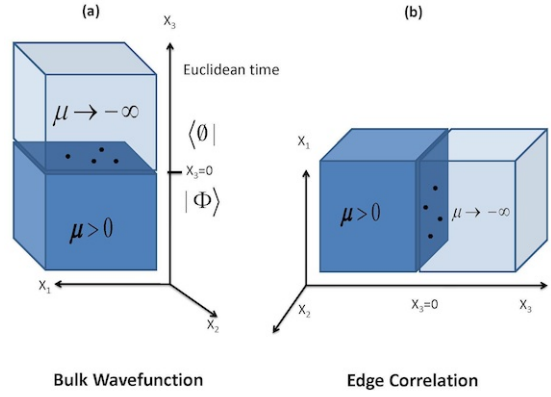 (a)
X₃
Euclidean time
μ → −∞
⟨∅|
X₃=0
|Φ⟩
μ > 0
X₁
X₂
Bulk Wavefunction
(b)
X₁
μ > 0
μ → −∞
X₂
X₃=0
X₃
Edge Correlation